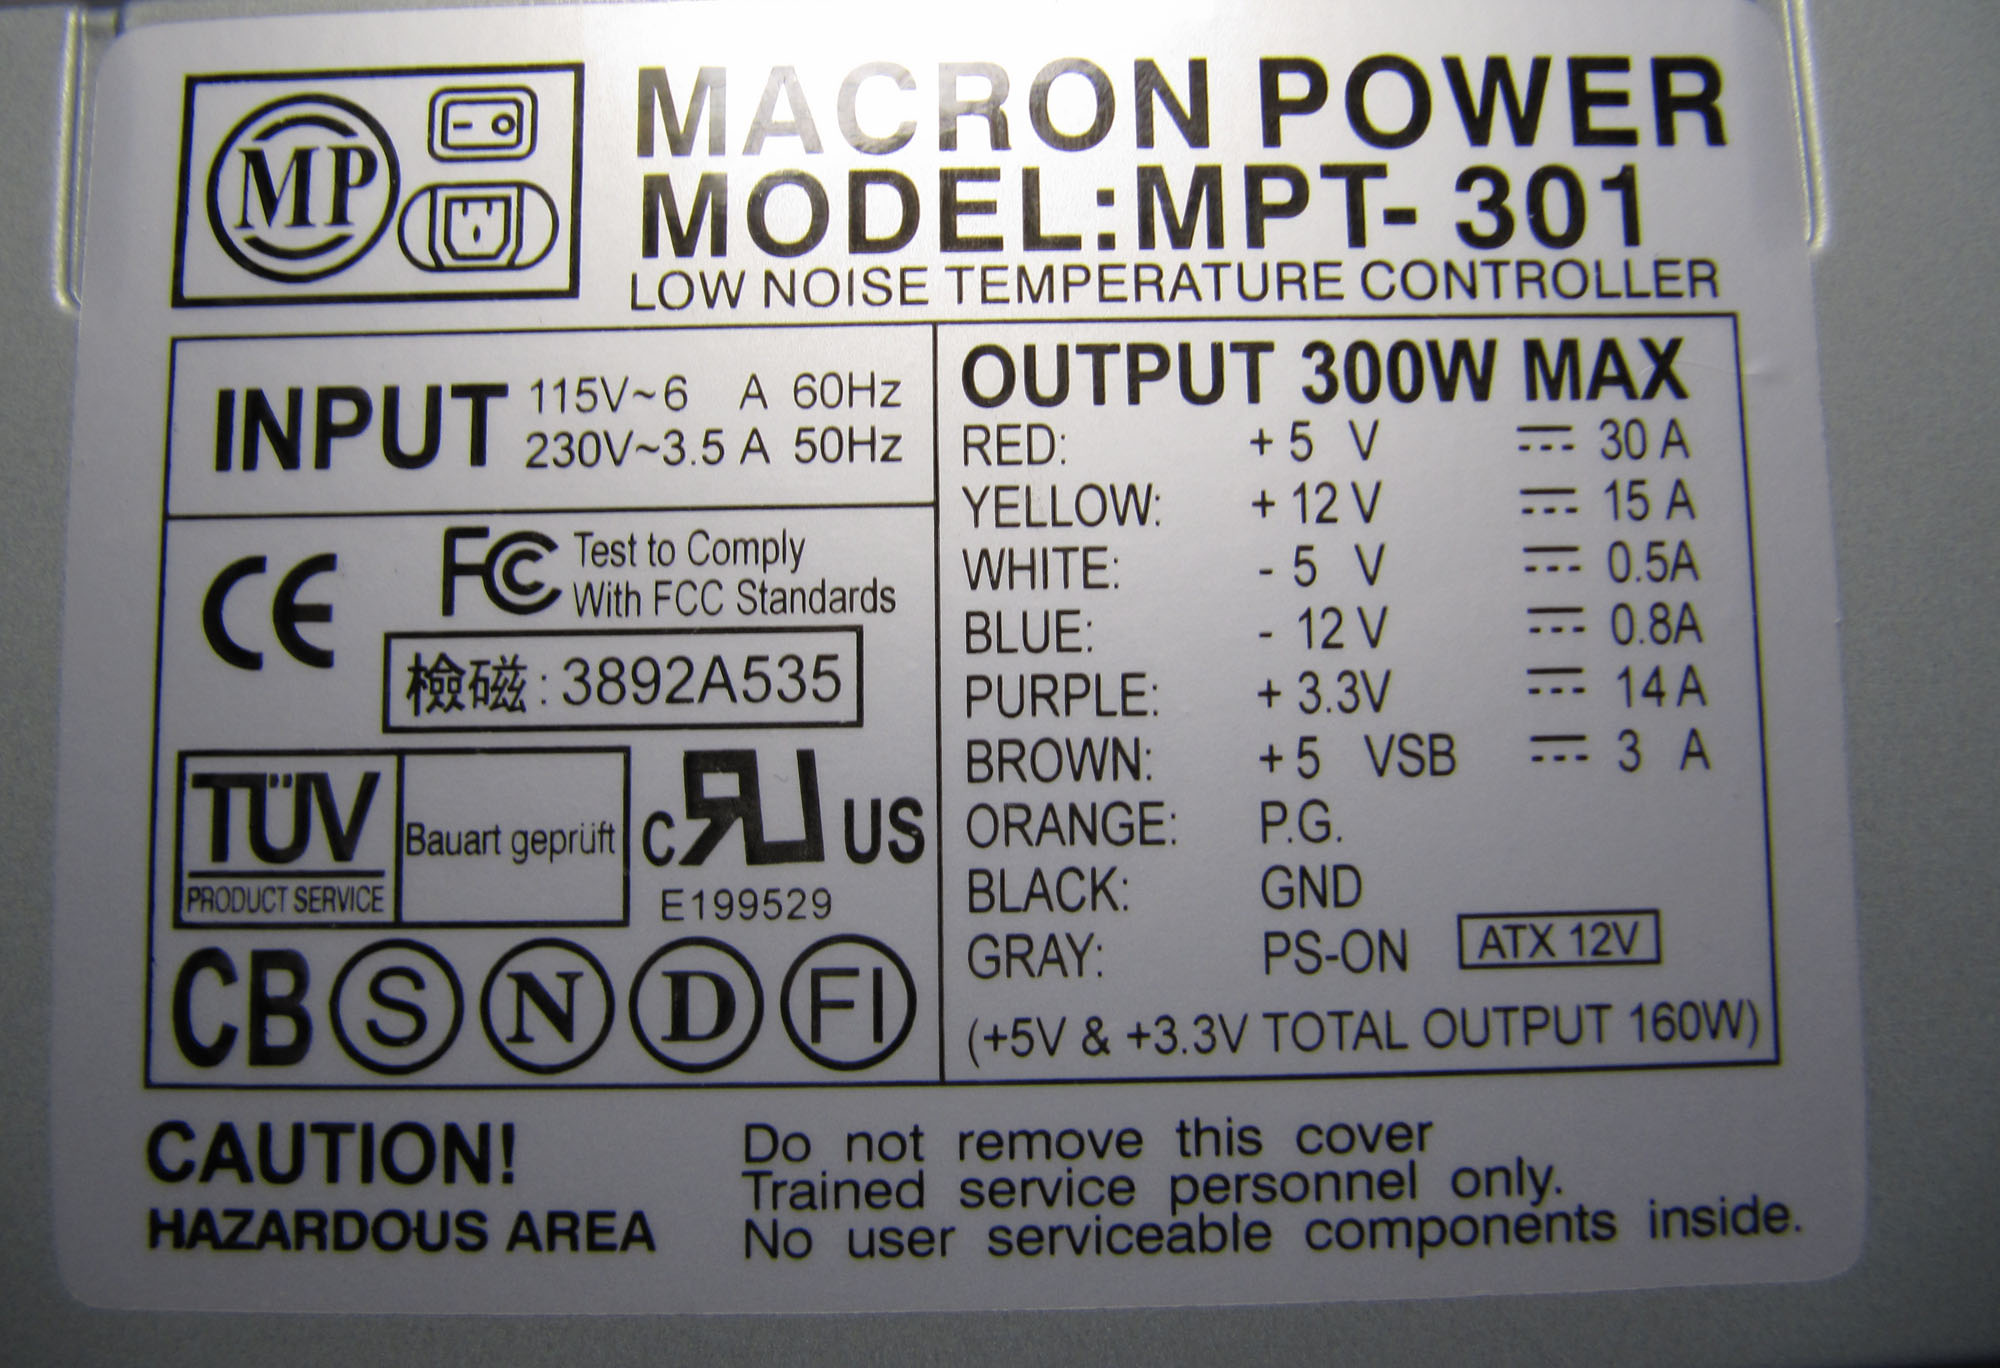 MP
MACRON POWER
MODEL:MPT-301
LOW NOISE TEMPERATURE CONTROLLER
INPUT 115V~6 A 60Hz
230V~3.5 A 50Hz
CE FC Test to Comply
With FCC Standards
檢磁:3892A535
TÜV
PRODUCT SERVICE
Bauart geprüft
C RU US
E199529
CB S N D FI
OUTPUT 300W MAX
RED: +5 V ⎓ 30 A
YELLOW: +12 V ⎓ 15 A
WHITE: -5 V ⎓ 0.5A
BLUE: -12 V ⎓ 0.8A
PURPLE: +3.3V ⎓ 14 A
BROWN: +5 VSB ⎓ 3 A
ORANGE: P.G.
BLACK: GND
GRAY: PS-ON ATX 12V
(+5V & +3.3V TOTAL OUTPUT 160W)
CAUTION!
HAZARDOUS AREA
Do not remove this cover
Trained service personnel only.
No user serviceable components inside.